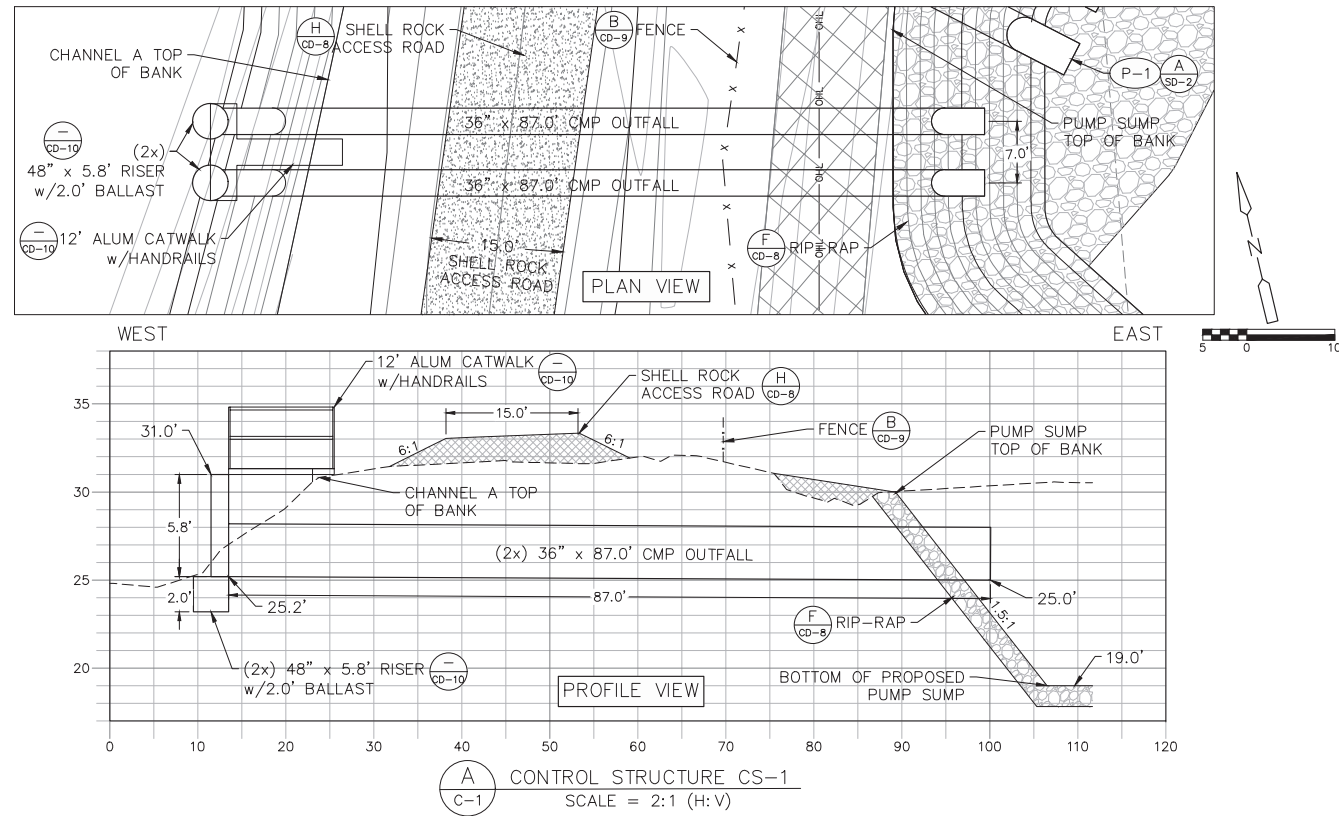 H
CD-8
SHELL ROCK
ACCESS ROAD
B
CD-9
FENCE
x
OHL
CHANNEL A TOP
OF BANK
P-1
A
SD-2
36" x 87.0' CMP OUTFALL
PUMP SUMP
TOP OF BANK
x
—
CD-10
(2x)
48" x 5.8' RISER
w/2.0' BALLAST
7.0'
OHL
36" x 87.0' CMP OUTFALL
x
—
CD-10
12' ALUM CATWALK
w/HANDRAILS
15.0'
SHELL ROCK
ACCESS ROAD
F
CD-8
RIP-RAP
OHL
x
PLAN VIEW
N
WEST
EAST
5 0 10
12' ALUM CATWALK
w/HANDRAILS
—
CD-10
SHELL ROCK
ACCESS ROAD
H
CD-8
35
15.0'
31.0'
6:1
6:1
FENCE
B
CD-9
PUMP SUMP
TOP OF BANK
30
CHANNEL A TOP
OF BANK
5.8'
(2x) 36" x 87.0' CMP OUTFALL
25
2.0'
25.2'
87.0'
25.0'
F
CD-8
RIP-RAP
1.5:1
20
(2x) 48" x 5.8' RISER
w/2.0' BALLAST
—
CD-10
19.0'
BOTTOM OF PROPOSED
PUMP SUMP
PROFILE VIEW
0 10 20 30 40 50 60 70 80 90 100 110 120
A
C-1
CONTROL STRUCTURE CS-1
SCALE = 2:1 (H:V)